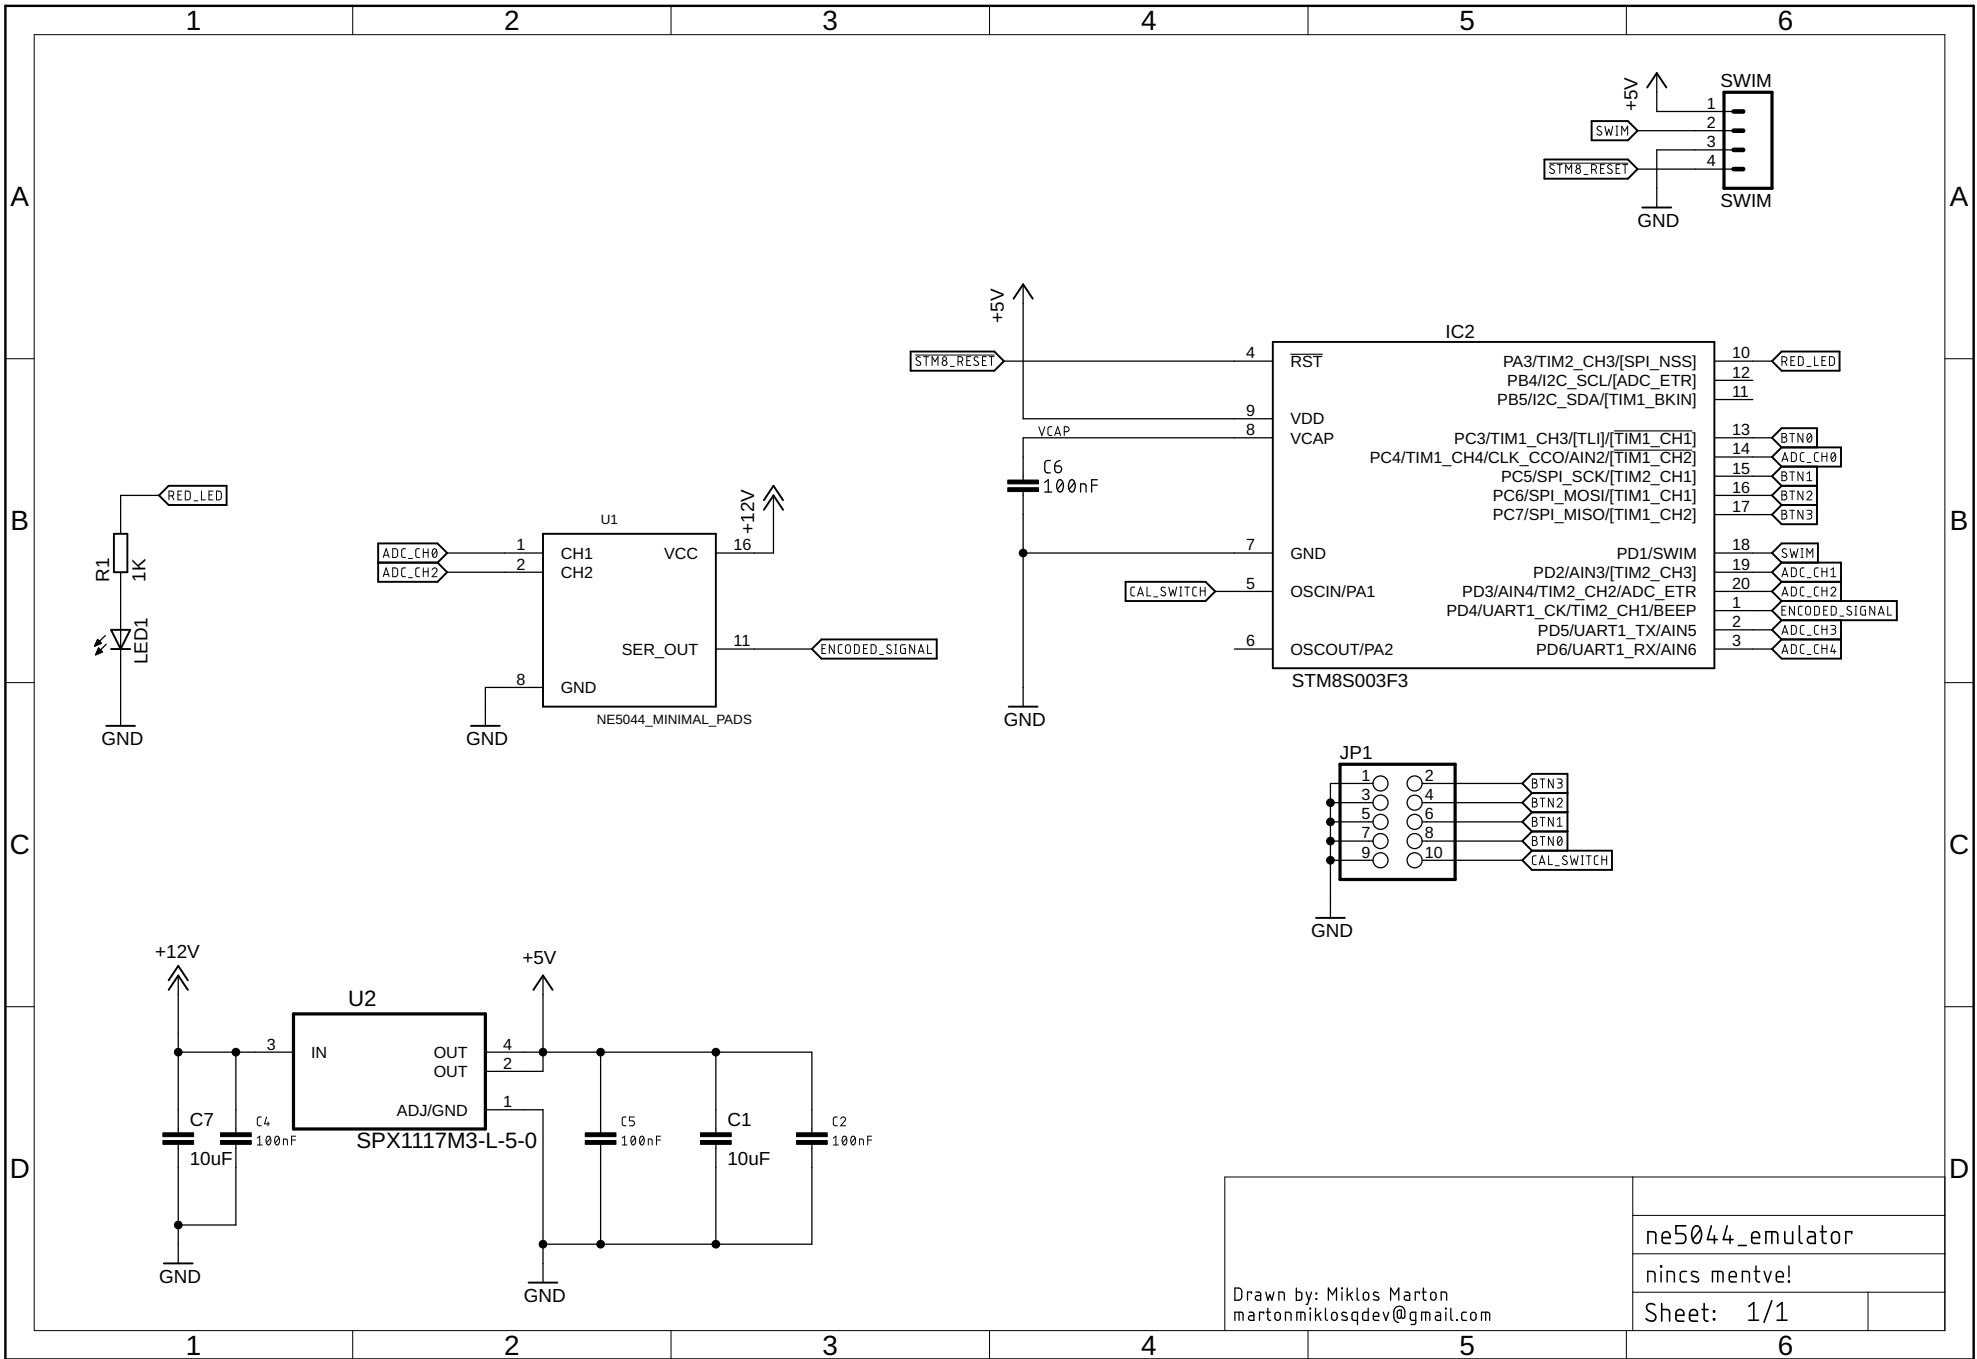 1 2 3 4 5 6
A A
B B
C C
D D
SWIM
+5V
1
SWIM 2
3
STM8_RESET 4
SWIM
GND
+5V
IC2
STM8_RESET 4 RST PA3/TIM2_CH3/[SPI_NSS] 10 RED_LED
PB4/I2C_SCL/[ADC_ETR] 12
PB5/I2C_SDA/[TIM1_BKIN] 11
9 VDD
VCAP 8 VCAP PC3/TIM1_CH3/[TLI]/[TIM1_CH1] 13 BTN0
PC4/TIM1_CH4/CLK_CCO/AIN2/[TIM1_CH2] 14 ADC_CH0
PC5/SPI_SCK/[TIM2_CH1] 15 BTN1
PC6/SPI_MOSI/[TIM1_CH1] 16 BTN2
PC7/SPI_MISO/[TIM1_CH2] 17 BTN3
7 GND PD1/SWIM 18 SWIM
PD2/AIN3/[TIM2_CH3] 19 ADC_CH1
CAL_SWITCH 5 OSCIN/PA1 PD3/AIN4/TIM2_CH2/ADC_ETR 20 ADC_CH2
PD4/UART1_CK/TIM2_CH1/BEEP 1 ENCODED_SIGNAL
PD5/UART1_TX/AIN5 2 ADC_CH3
6 OSCOUT/PA2 PD6/UART1_RX/AIN6 3 ADC_CH4
STM8S003F3
C6
100nF
GND
RED_LED
R1
1K
LED1
GND
U1
+12V
ADC_CH0 1 CH1 VCC 16
ADC_CH2 2 CH2
SER_OUT 11 ENCODED_SIGNAL
8 GND
NE5044_MINIMAL_PADS
GND
JP1
1 2 BTN3
3 4 BTN2
5 6 BTN1
7 8 BTN0
9 10 CAL_SWITCH
GND
+12V
+5V
U2
3 IN OUT 4
OUT 2
ADJ/GND 1
SPX1117M3-L-5-0
C7
10uF
C4
100nF
C5
100nF
C1
10uF
C2
100nF
GND
GND
ne5044_emulator
nincs mentve!
Drawn by: Miklos Marton
martonmiklosqdev@gmail.com
Sheet: 1/1
1 2 3 4 5 6